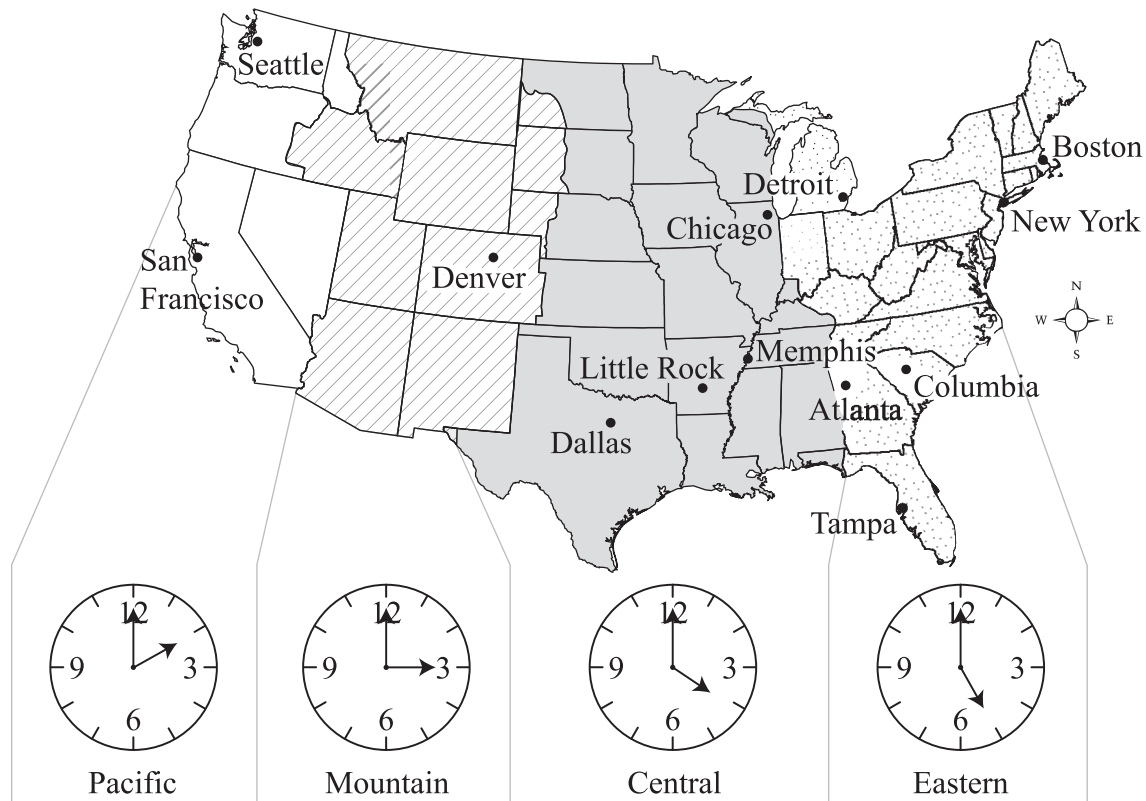 Seattle
Boston
Detroit
New York
Chicago
San
Francisco
Denver
N
W E
S
Memphis
Little Rock
Columbia
Atlanta
Dallas
Tampa
12
9 3
6
Pacific
12
9 3
6
Mountain
12
9 3
6
Central
12
9 3
6
Eastern